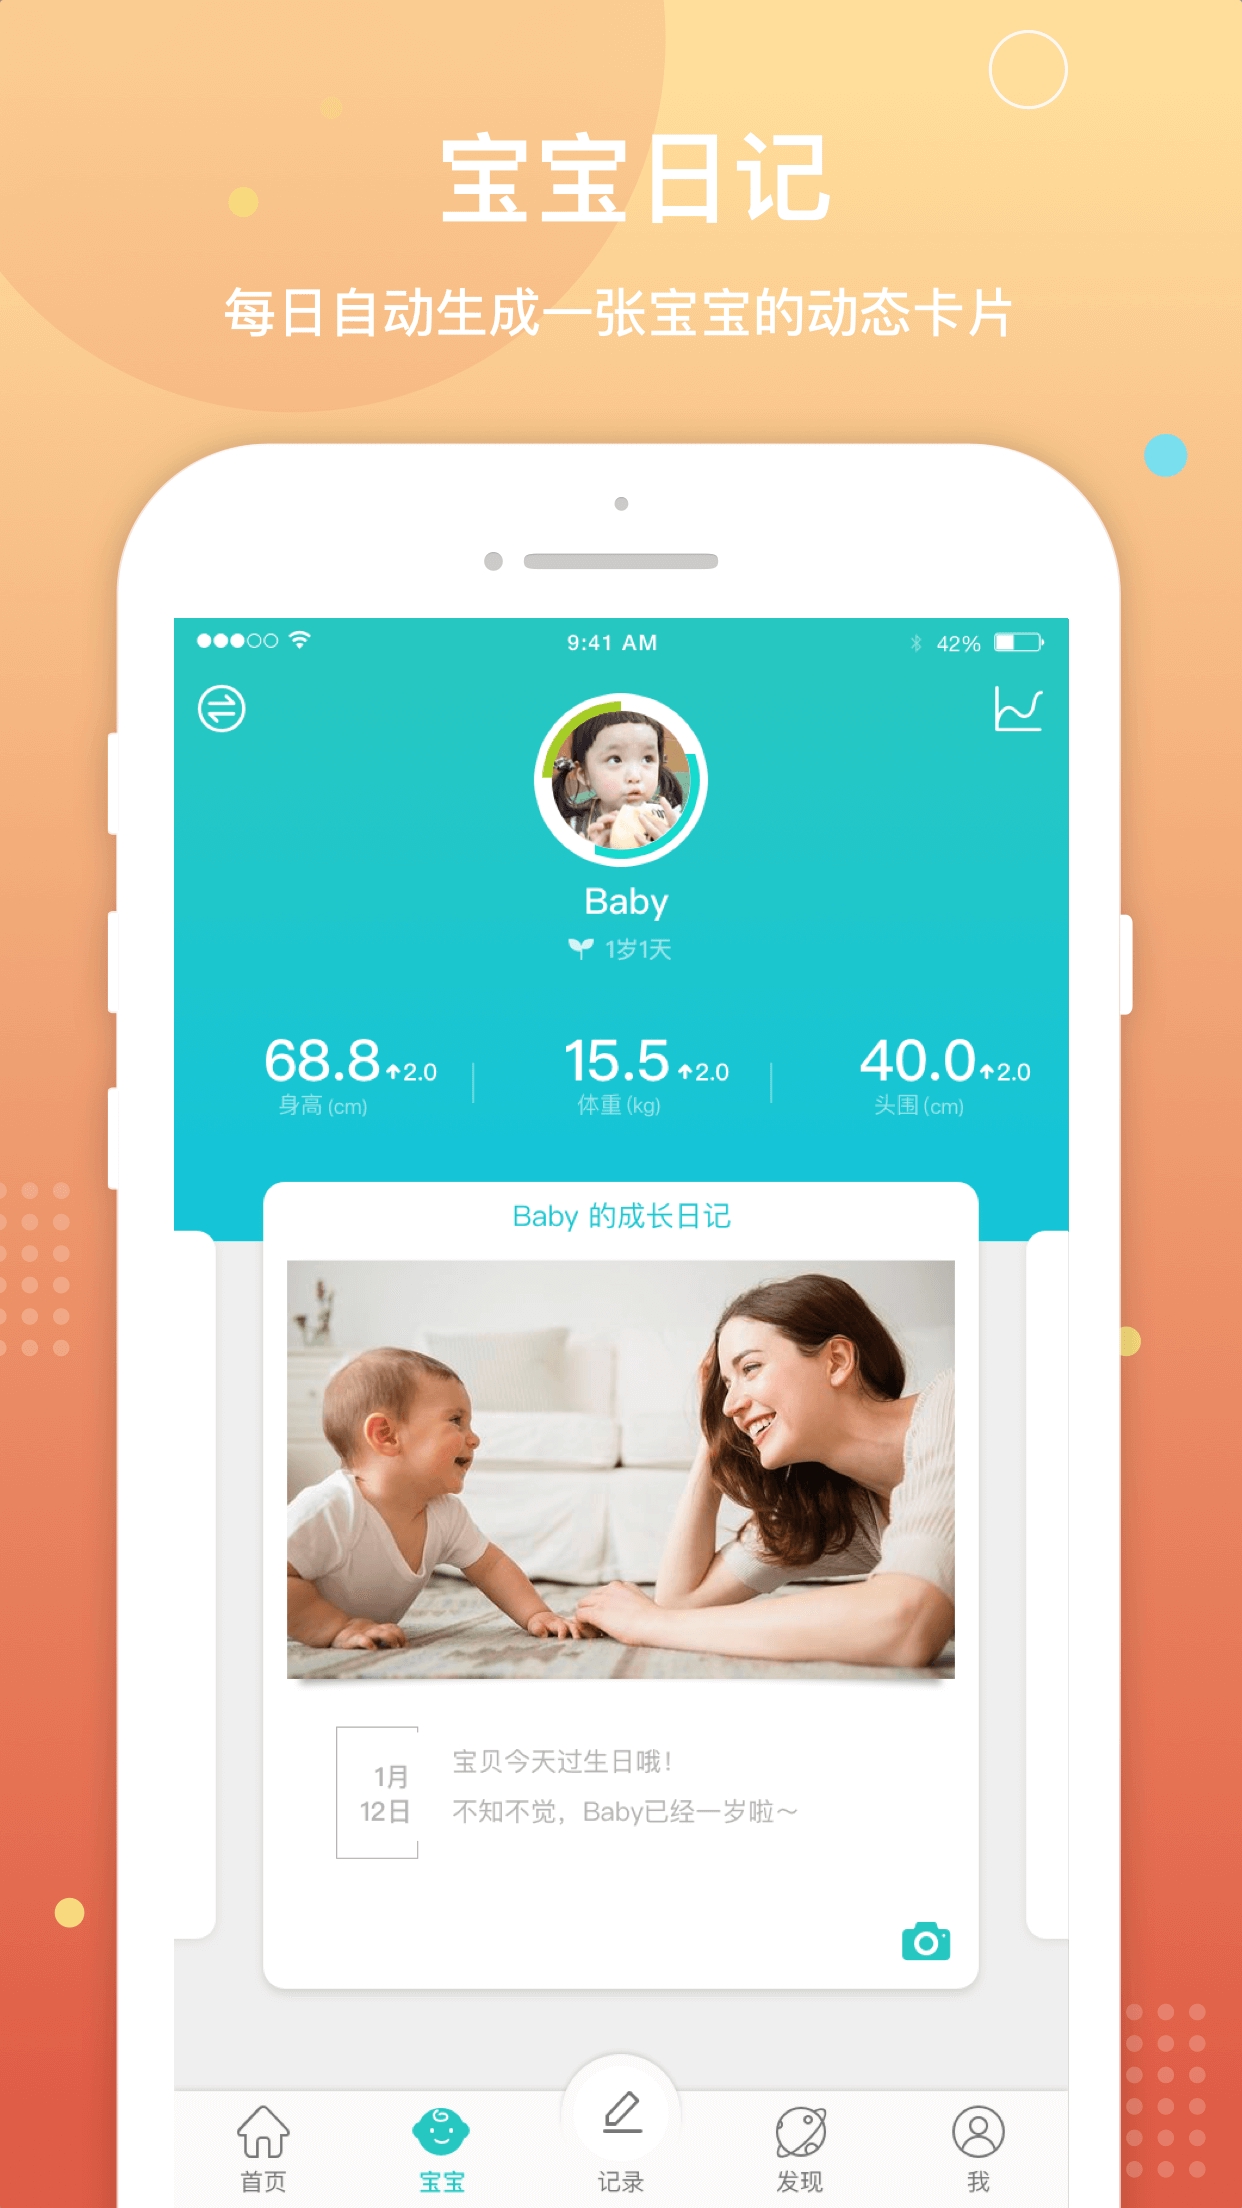 宝宝日记
每日自动生成一张宝宝的动态卡片
9:41 AM
42%
Baby
1岁1天
68.8 2.0
身高 (cm)
15.5 2.0
体重 (kg)
40.0 2.0
头围 (cm)
Baby 的成长日记
1月
12日
宝贝今天过生日哦！
不知不觉，Baby已经一岁啦～
首页
宝宝
记录
发现
我